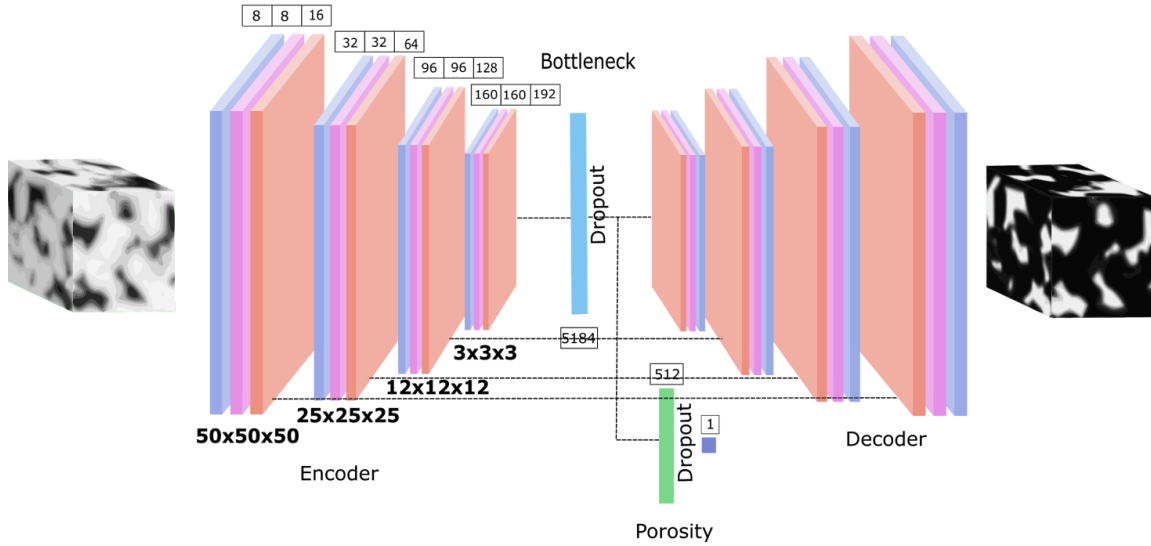 8 8 16
32 32 64
96 96 128
160 160 192
Bottleneck
Dropout
5184
3x3x3
12x12x12
25x25x25
50x50x50
Encoder
512
Dropout
1
Porosity
Decoder